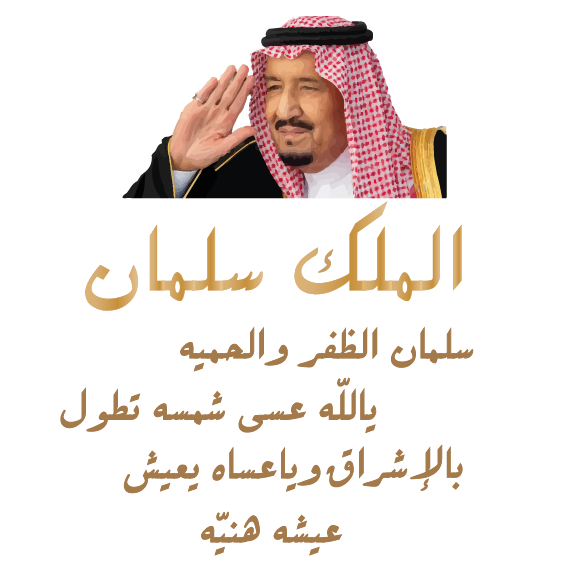 الملك سلمان
سلمان الظفر والحميه
ياللّه عسى شمسه تطول
بالإشراق وياعساه يعيش
عيشه هنيّه